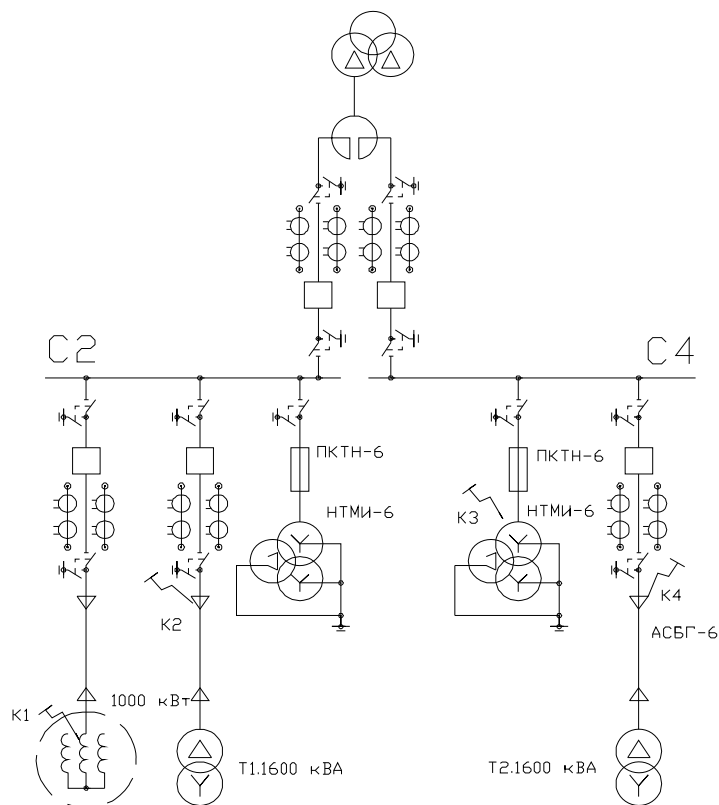 С2
С4
ПКТН-6
ПКТН-6
НТМИ-6
НТМИ-6
К3
К2
К4
АСБГ-6
К1
1000 кВт
Т1.1600 кВА
Т2.1600 кВА